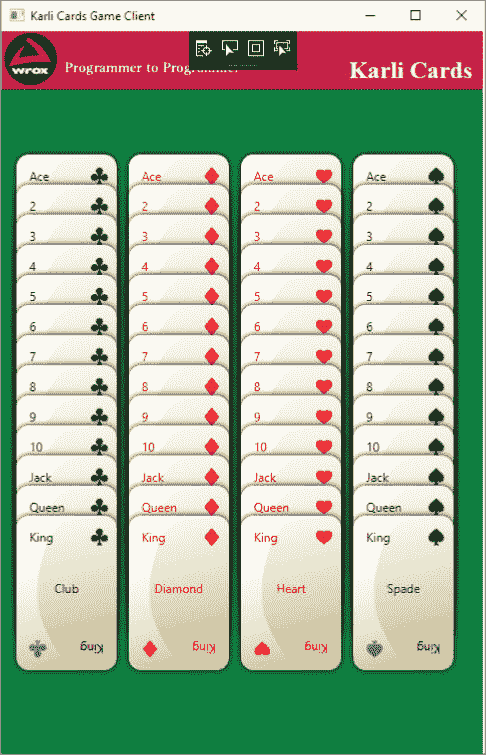 Karli Cards Game Client
wrox
Programmer to Programmer
Karli Cards
Ace Ace Ace Ace
2 2 2 2
3 3 3 3
4 4 4 4
5 5 5 5
6 6 6 6
7 7 7 7
8 8 8 8
9 9 9 9
10 10 10 10
Jack Jack Jack Jack
Queen Queen Queen Queen
King King King King
Club Diamond Heart Spade
King King King King